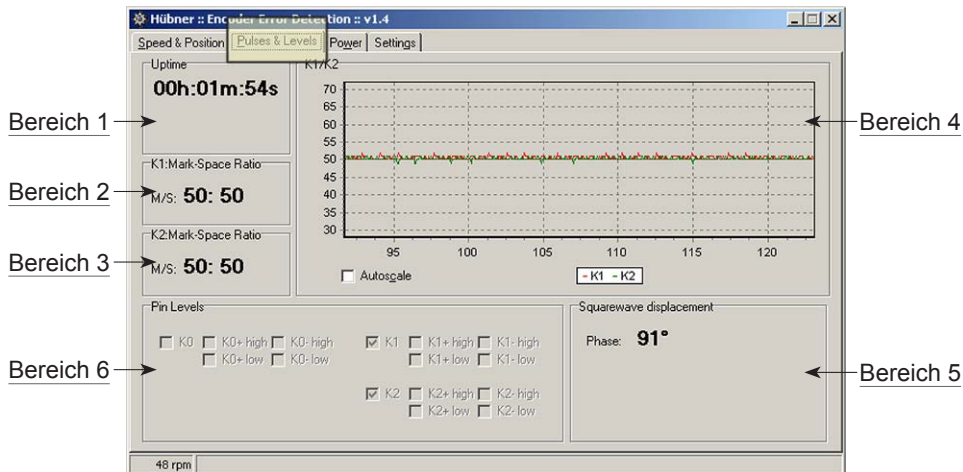 Hübner :: Encoder Error Detection :: v1.4
Speed & Position Pulses & Levels Power Settings
Uptime
00h:01m:54s
Bereich 1
K1:Mark-Space Ratio
M/S: 50: 50
Bereich 2
K2:Mark-Space Ratio
M/S: 50: 50
Bereich 3
K1/K2
70
65
60
55
50
45
40
35
30
95 100 105 110 115 120
Autoscale
- K1 - K2
Bereich 4
Pin Levels
K0 K0+ high K0- high K1 K1+ high K1- high
K0+ low K0- low K1+ low K1- low
K2 K2+ high K2- high
K2+ low K2- low
Bereich 6
Squarewave displacement
Phase: 91°
Bereich 5
48 rpm